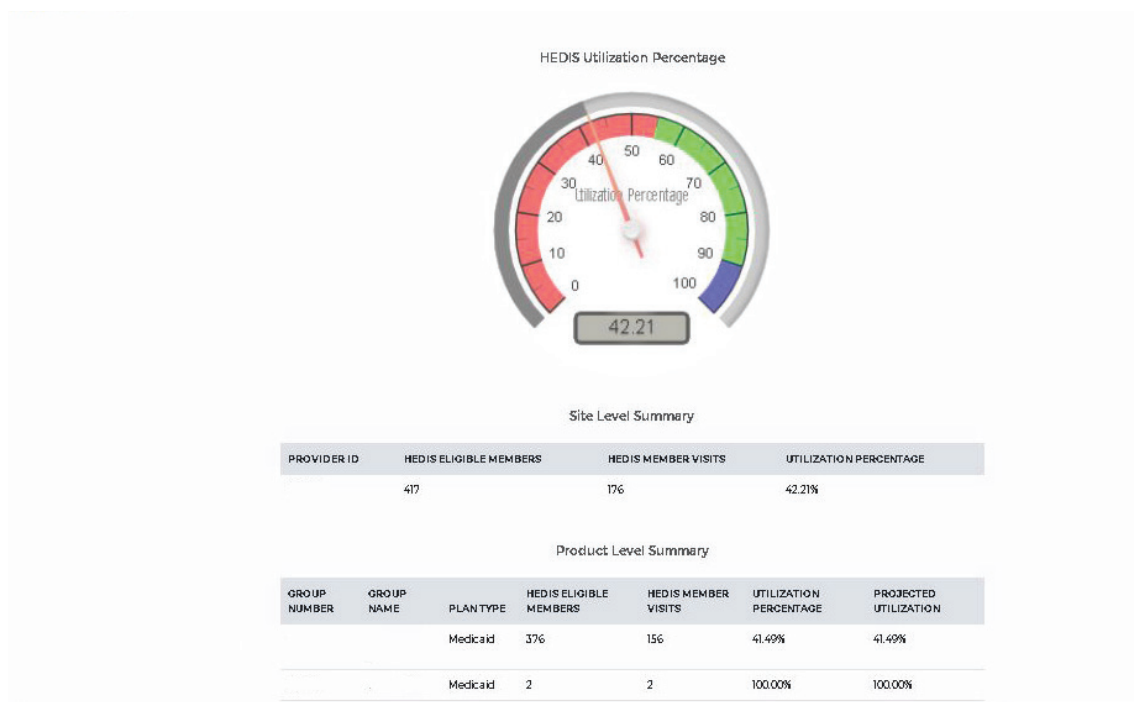 HEDIS Utilization Percentage
50
40
60
30
70
Utilization Percentage
20
80
10
90
0
100
42.21
Site Level Summary
PROVIDER ID HEDIS ELIGIBLE MEMBERS HEDIS MEMBER VISITS UTILIZATION PERCENTAGE
417 176 42.21%
Product Level Summary
GROUP NUMBER GROUP NAME PLAN TYPE HEDIS ELIGIBLE MEMBERS HEDIS MEMBER VISITS UTILIZATION PERCENTAGE PROJECTED UTILIZATION
Medicaid 376 156 41.49% 41.49%
Medicaid 2 2 100.00% 100.00%